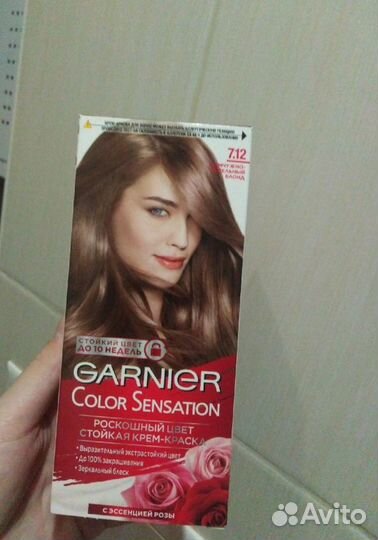 7.12
БЛОНД
СТОЙКИЙ ЦВЕТ
ДО 10 НЕДЕЛЬ
GARNIER
COLOR SENSATION
РОСКОШНЫЙ ЦВЕТ
СТОЙКАЯ КРЕМ-КРАСКА
•Выразительный экстрастойкий цвет
•До 100% закрашивания
•Зеркальный блеск
С ЭССЕНЦИЕЙ РОЗЫ
Avito